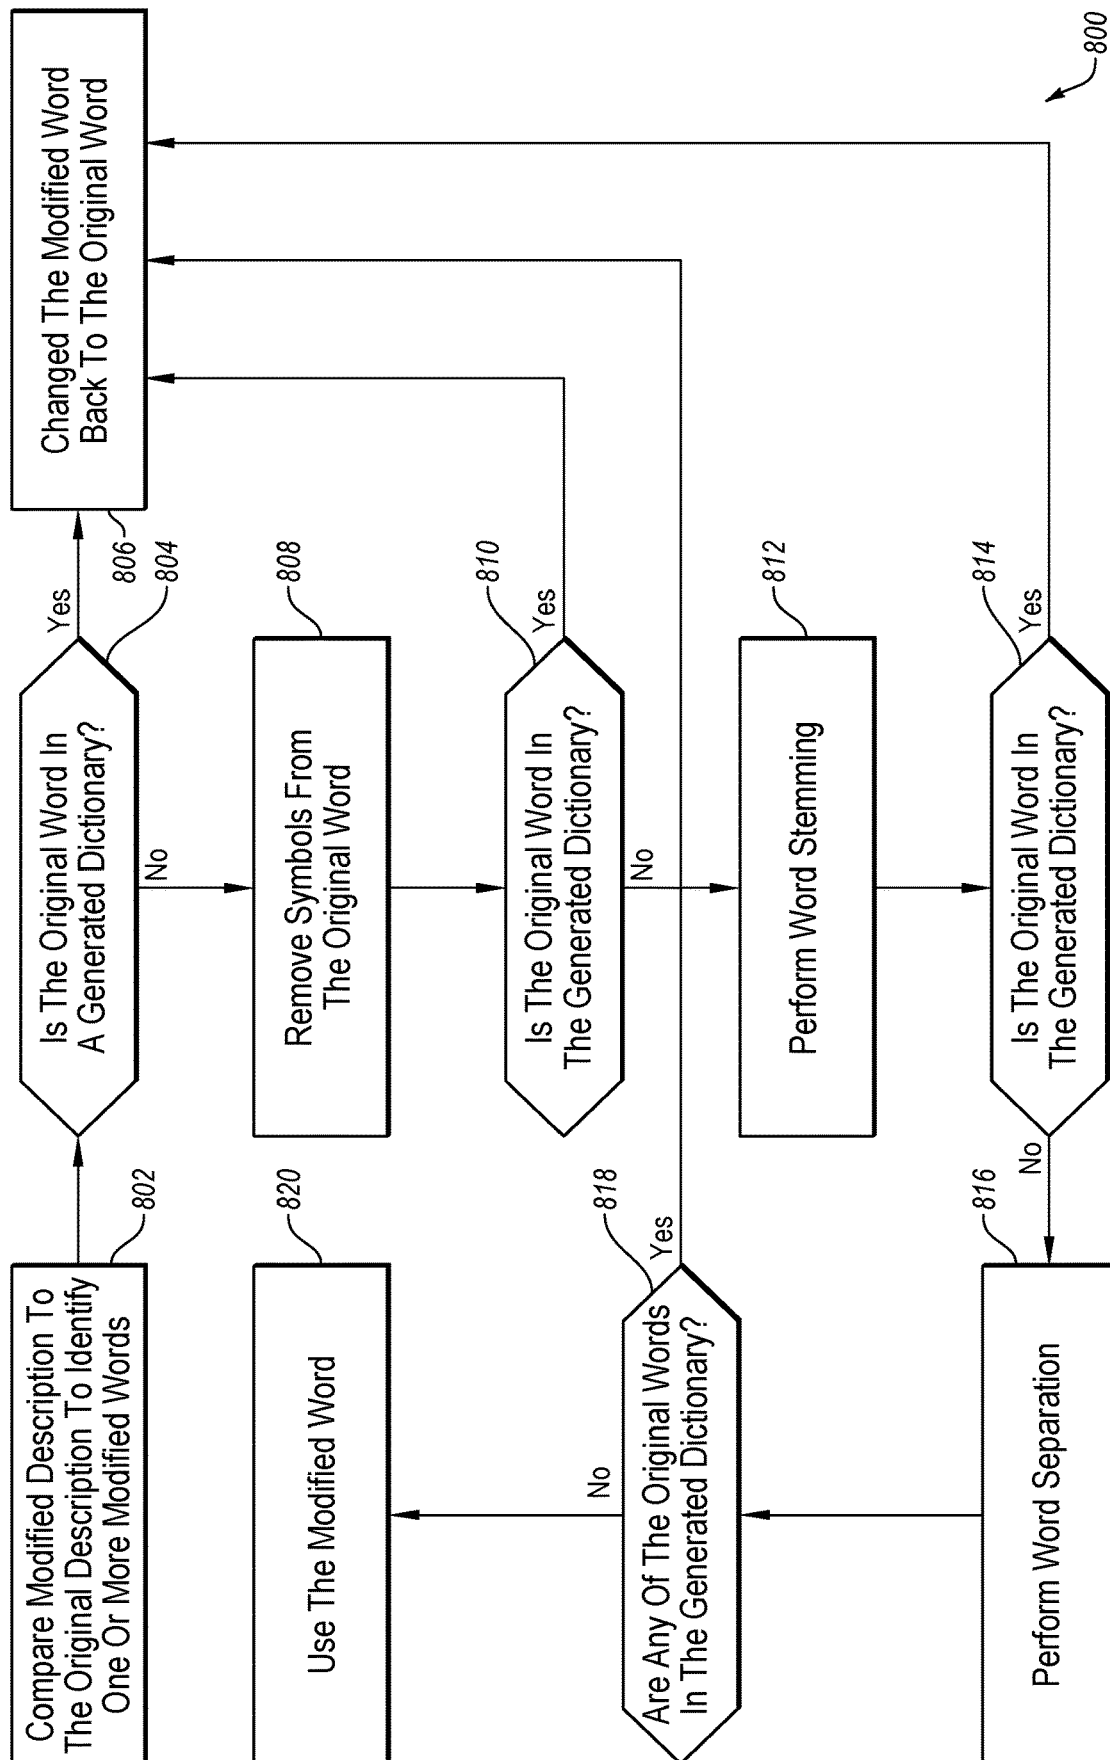 800
Compare Modified Description To
The Original Description To Identify
One Or More Modified Words
802
Is The Original Word In
A Generated Dictionary?
804
Yes
No
Changed The Modified Word
Back To The Original Word
806
Remove Symbols From
The Original Word
808
Is The Original Word In
The Generated Dictionary?
810
Yes
No
Perform Word Stemming
812
Is The Original Word In
The Generated Dictionary?
814
Yes
No
Perform Word Separation
816
Are Any Of The Original Words
In The Generated Dictionary?
818
Yes
No
Use The Modified Word
820